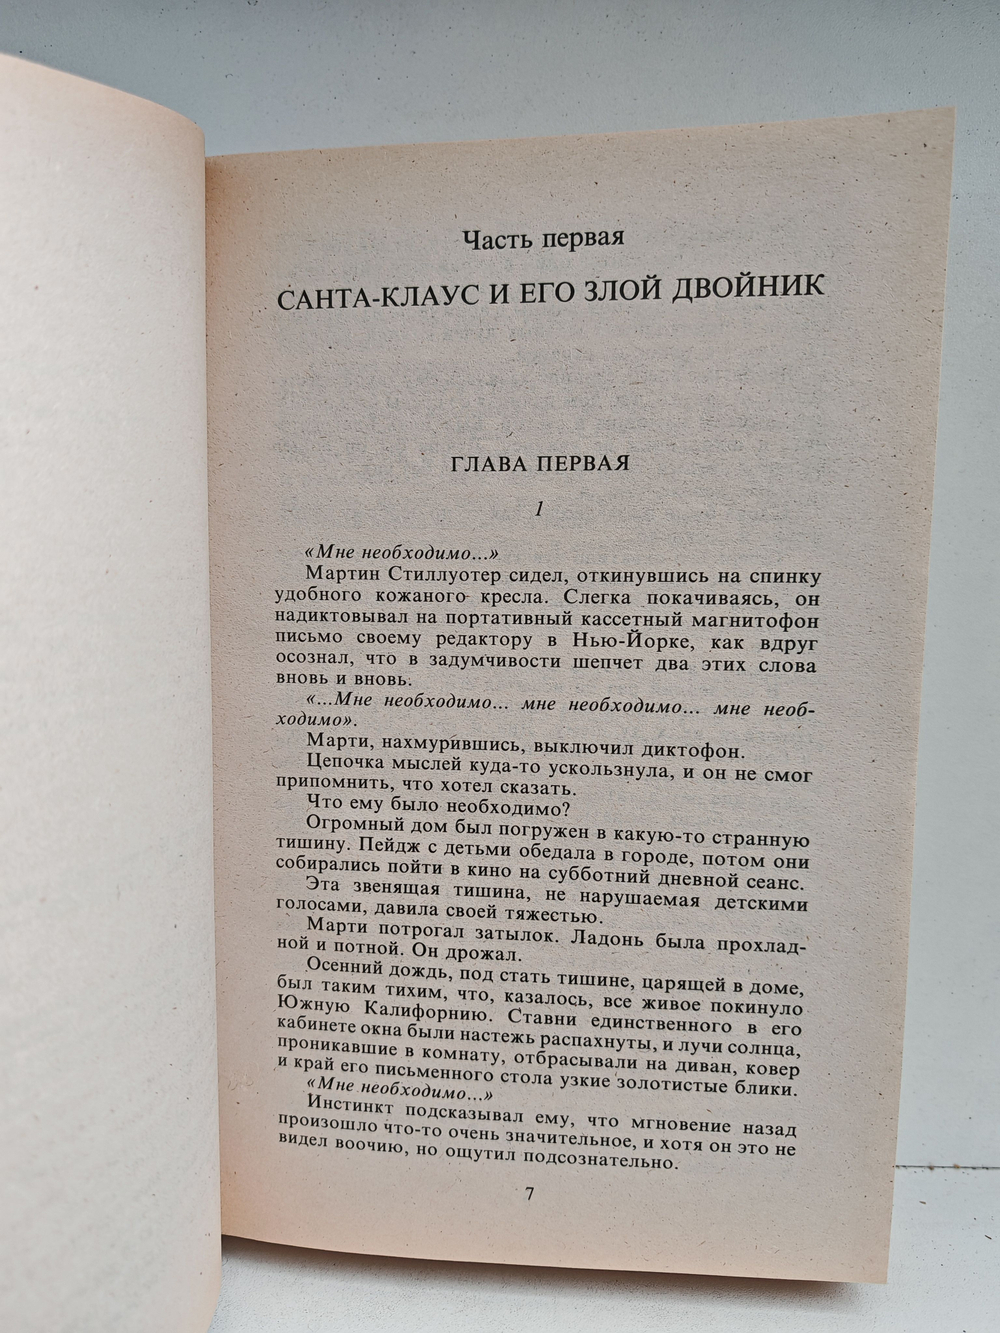 Часть первая
САНТА-КЛАУС И ЕГО ЗЛОЙ ДВОЙНИК
ГЛАВА ПЕРВАЯ
1
«Мне необходимо...»
Мартин Стиллуотер сидел, откинувшись на спинку
удобного кожаного кресла. Слегка покачиваясь, он
надиктовывал на портативный кассетный магнитофон
письмо своему редактору в Нью-Йорке, как вдруг
осознал, что в задумчивости шепчет два этих слова
вновь и вновь.
«...Мне необходимо... мне необходимо... мне необ-
ходимо».
Марти, нахмурившись, выключил диктофон.
Цепочка мыслей куда-то ускользнула, и он не смог
припомнить, что хотел сказать.
Что ему было необходимо?
Огромный дом был погружен в какую-то странную
тишину. Пейдж с детьми обедала в городе, потом они
собирались пойти в кино на субботний дневной сеанс.
Эта звенящая тишина, не нарушаемая детскими
голосами, давила своей тяжестью.
Марти потрогал затылок. Ладонь была прохлад-
ной и потной. Он дрожал.
Осенний дождь, под стать тишине, царящей в доме,
был таким тихим, что, казалось, все живое покинуло
Южную Калифорнию. Ставни единственного в его
кабинете окна были настежь распахнуты, и лучи солнца,
проникавшие в комнату, отбрасывали на диван, ковер
и край его письменного стола узкие золотистые блики.
«Мне необходимо...»
Инстинкт подсказывал ему, что мгновение назад
произошло что-то очень значительное, и хотя он это не
видел воочию, но ощутил подсознательно.
7